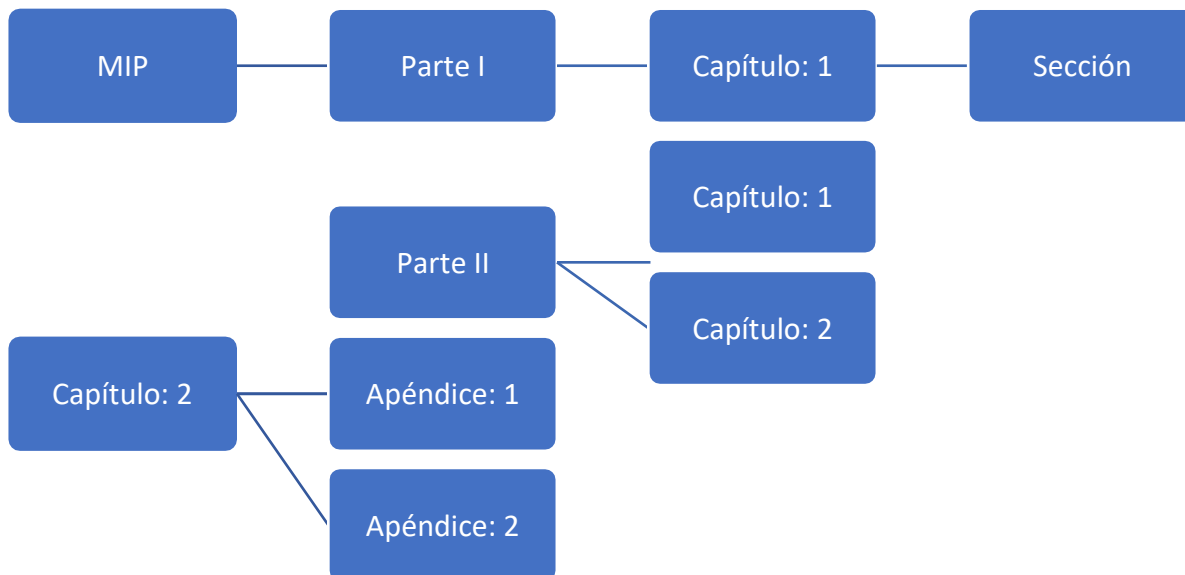 MIP
Parte I
Capítulo: 1
Sección
Capítulo: 1
Parte II
Capítulo: 2
Capítulo: 2
Apéndice: 1
Apéndice: 2